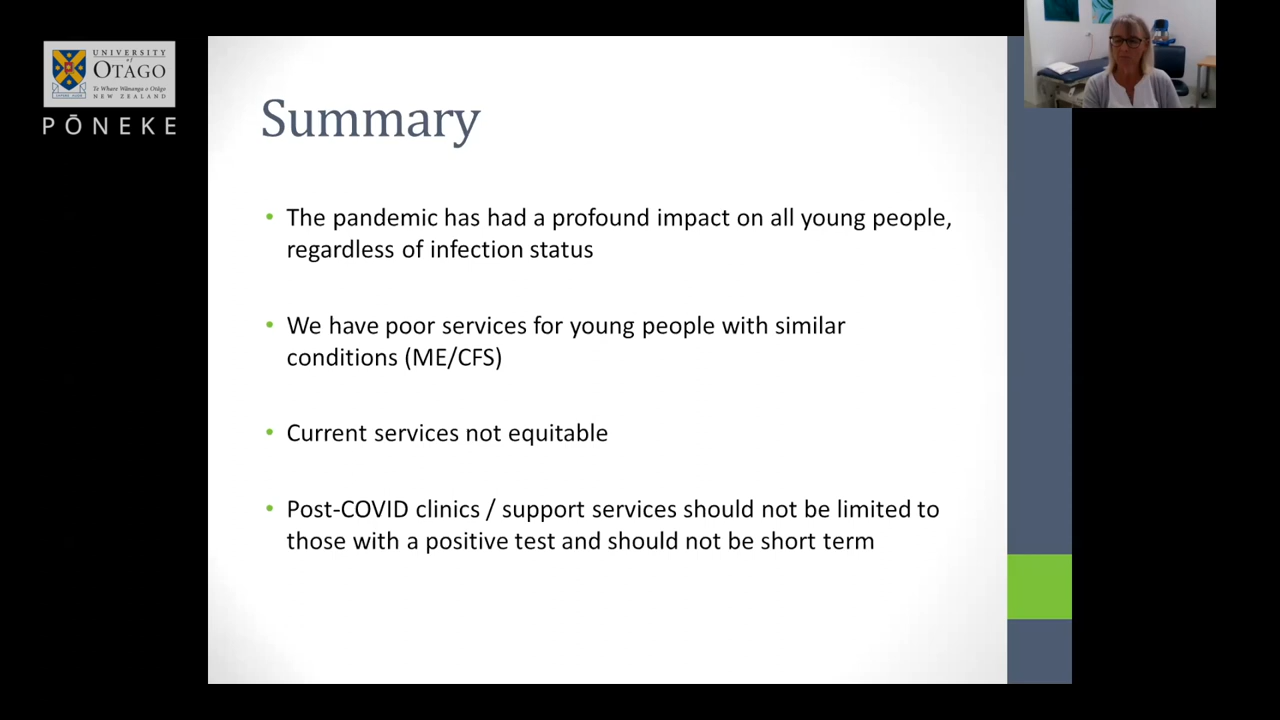 UNIVERSITY
of
OTAGO
Te Whare Wānanga o Otāgo
NEW ZEALAND
PŌNEKE
Summary
• The pandemic has had a profound impact on all young people,
regardless of infection status
• We have poor services for young people with similar
conditions (ME/CFS)
• Current services not equitable
• Post-COVID clinics / support services should not be limited to
those with a positive test and should not be short term